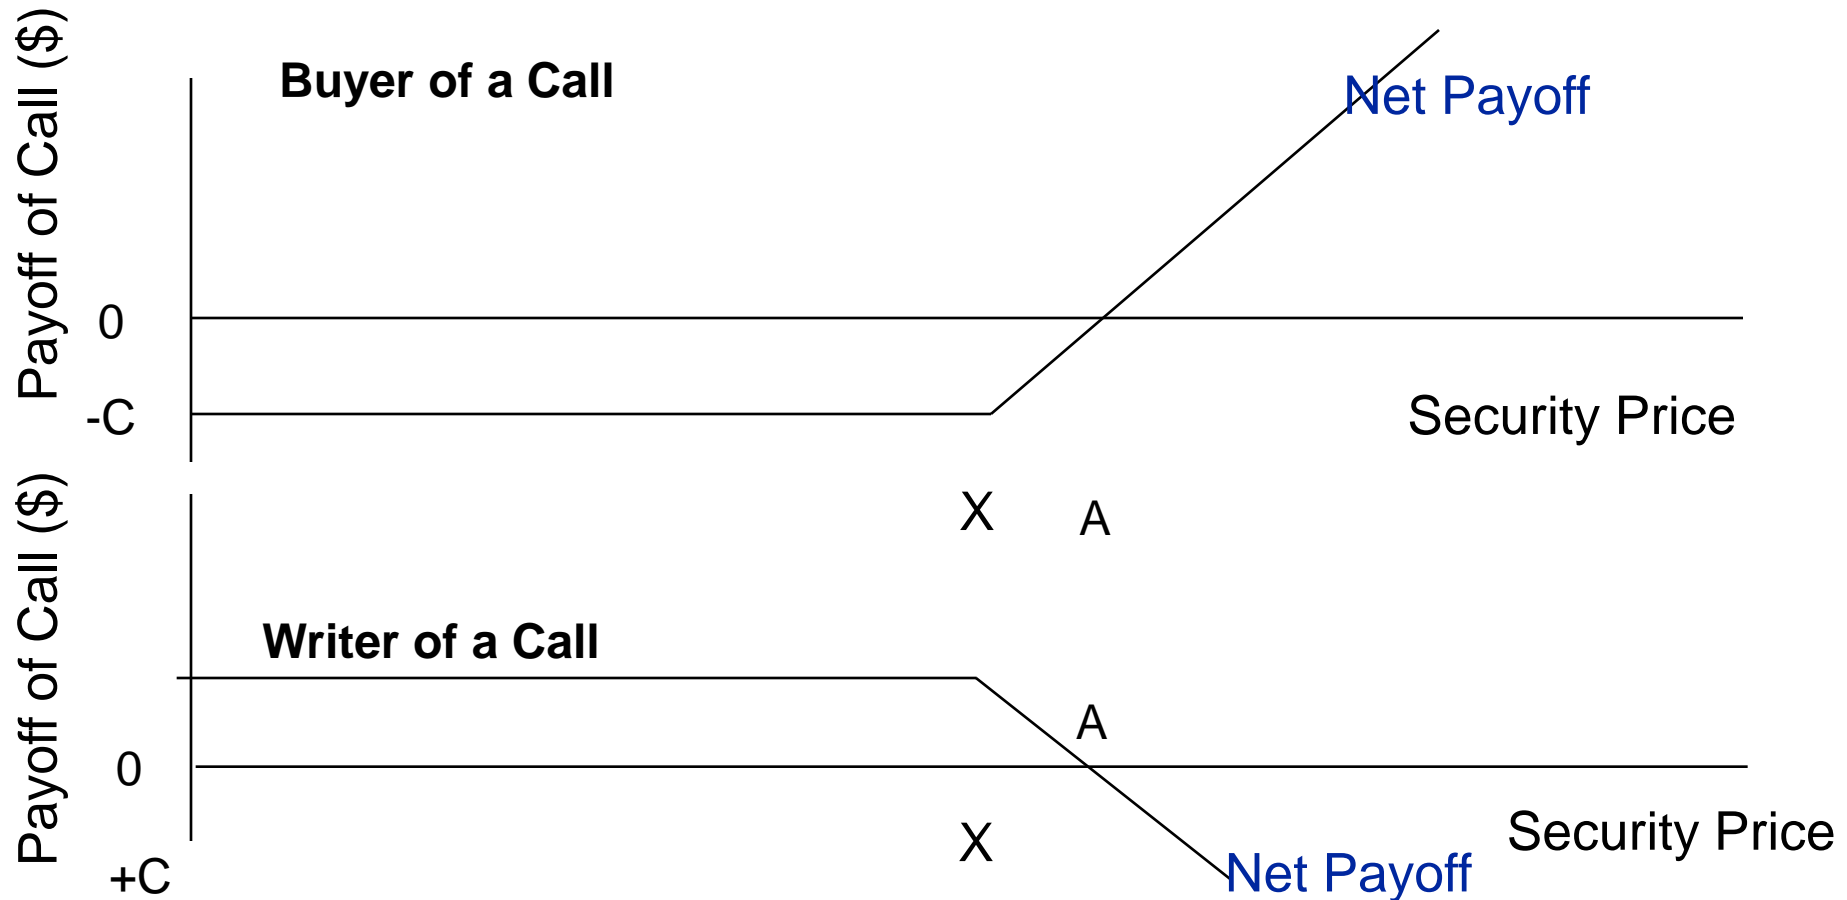 Payoff of Call ($)
Buyer of a Call
Net Payoff
0
-C
Security Price
X
A
Payoff of Call ($)
Writer of a Call
A
0
X
Security Price
+C
Net Payoff